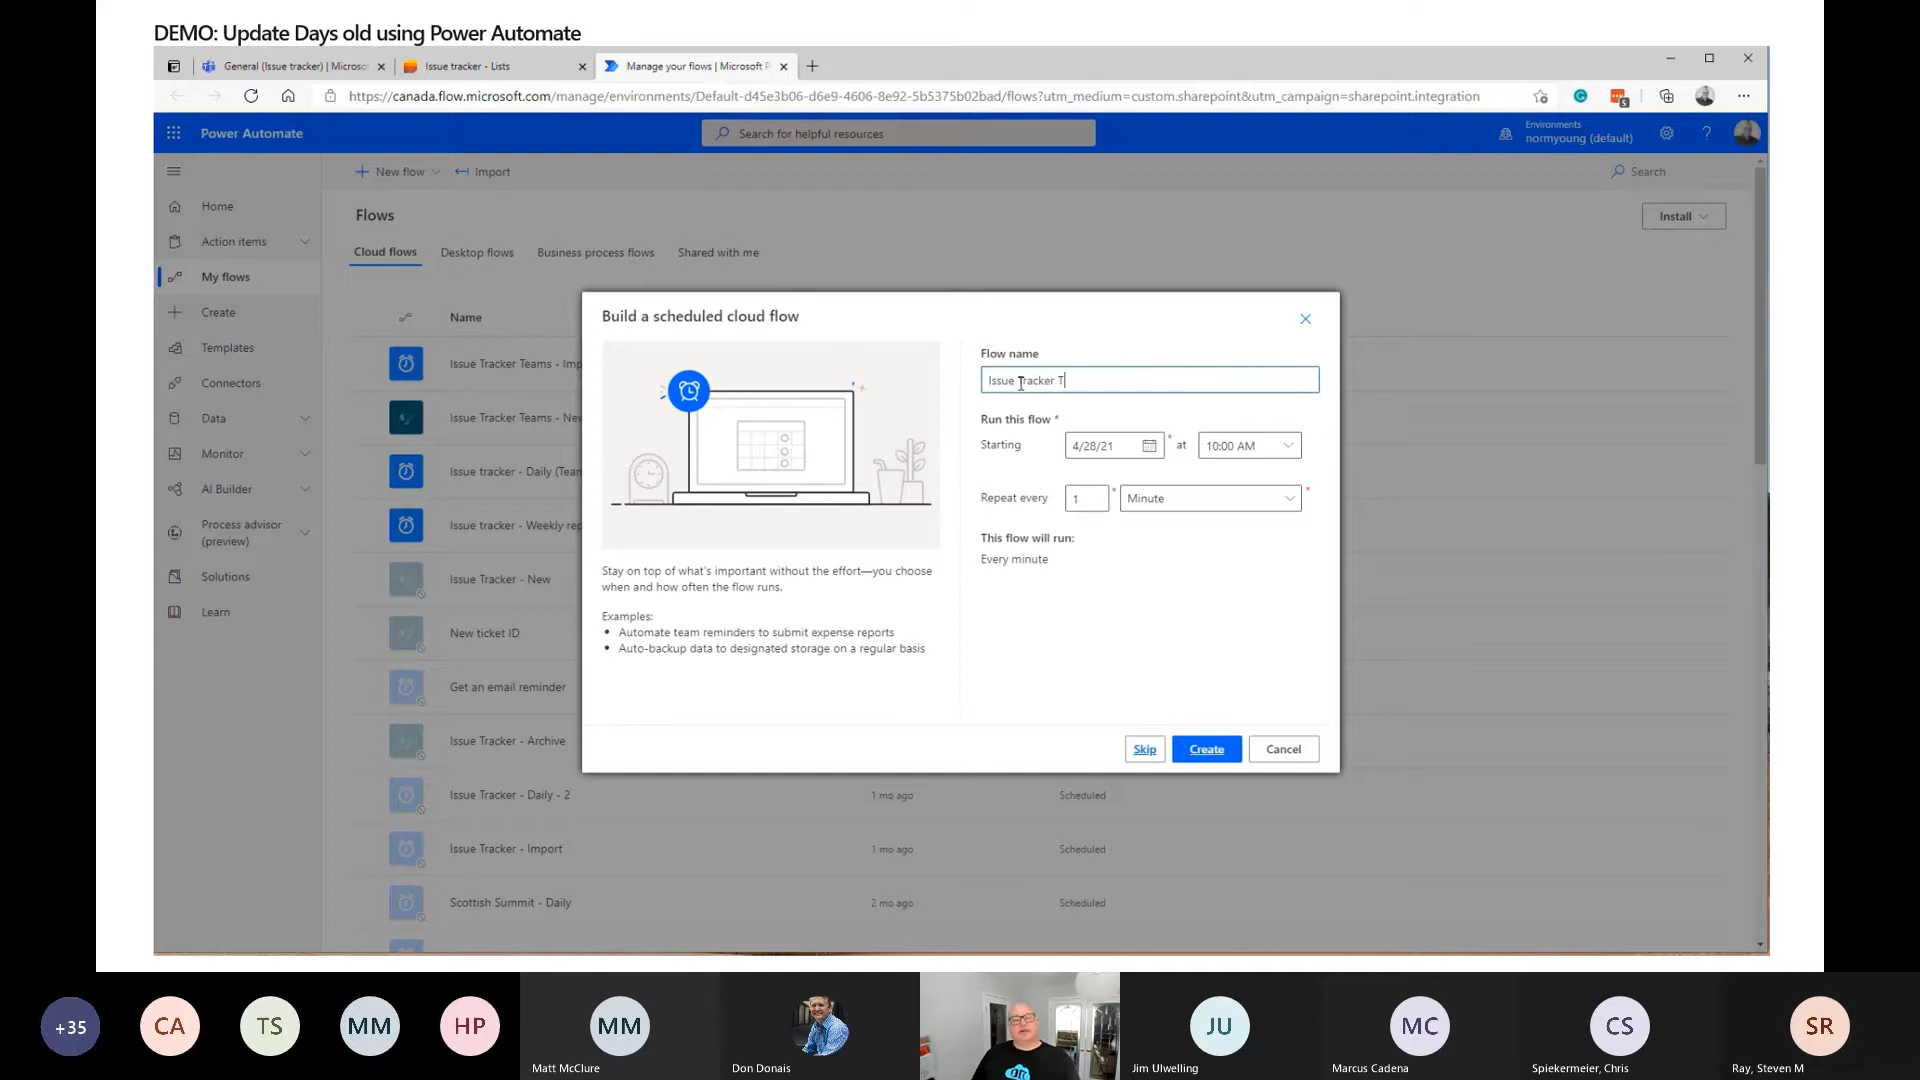 DEMO: Update Days old using Power Automate
General (Issue tracker) | Microso
Issue tracker - Lists
Manage your flows | Microsoft P
https://canada.flow.microsoft.com/manage/environments/Default-d45e3b06-d6e9-4606-8e92-5b5375b02bad/flows?utm_medium=custom.sharepoint&utm_campaign=sharepoint.integration
Power Automate
Search for helpful resources
Environments
normyoung (default)
New flow
Import
Search
Home
Action items
My flows
Create
Templates
Connectors
Data
Monitor
AI Builder
Process advisor
(preview)
Solutions
Learn
Flows
Install
Cloud flows
Desktop flows
Business process flows
Shared with me
Name
Issue Tracker Teams - Imp
Issue Tracker Teams - New
Issue tracker - Daily (Team
Issue tracker - Weekly rep
Issue Tracker - New
New ticket ID
Get an email reminder
Issue Tracker - Archive
Issue Tracker - Daily - 2
1 mo ago
Scheduled
Issue Tracker - Import
1 mo ago
Scheduled
Scottish Summit - Daily
2 mo ago
Scheduled
Build a scheduled cloud flow
Stay on top of what's important without the effort—you choose
when and how often the flow runs.
Examples:
• Automate team reminders to submit expense reports
• Auto-backup data to designated storage on a regular basis
Flow name
Issue Tracker T
Run this flow *
Starting
4/28/21
* at
10:00 AM
Repeat every
1
*
Minute
*
This flow will run:
Every minute
Skip
Create
Cancel
+35
CA
TS
MM
HP
MM
Matt McClure
Don Donais
JU
Jim Ulwelling
MC
Marcus Cadena
CS
Spiekermeier, Chris
SR
Ray, Steven M